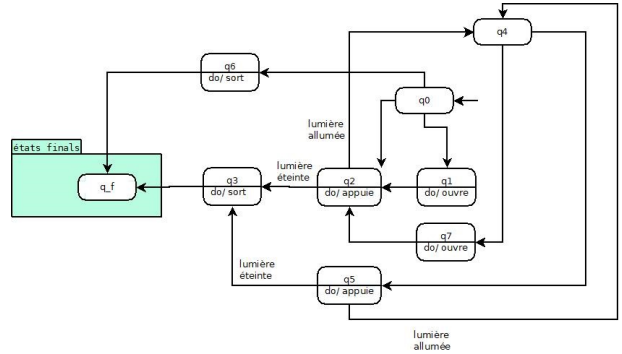 q4
q6
do/ sort
q0
lumière
allumée
états finals
lumière
éteinte
q_f
q3
do/ sort
q2
do/ appuie
q1
do/ ouvre
q7
do/ ouvre
lumière
éteinte
q5
do/ appuie
lumière
allumée